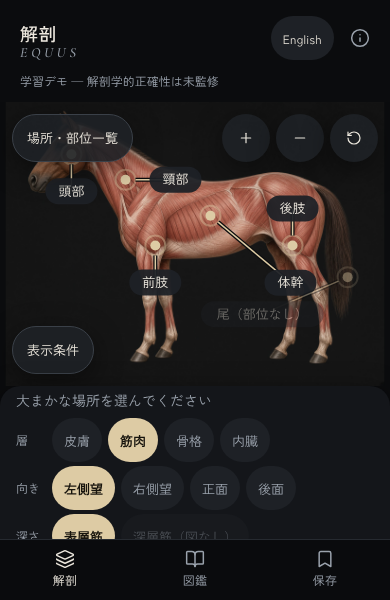 解剖
EQUUS
English
学習デモ — 解剖学的正確性は未監修
場所・部位一覧
頭部
頸部
後肢
前肢
体幹
尾（部位なし）
表示条件
大まかな場所を選んでください
層 皮膚 筋肉 骨格 内臓
向き 左側望 右側望 正面 後面
深さ 表層筋 深層筋（図なし）
解剖 図鑑 保存